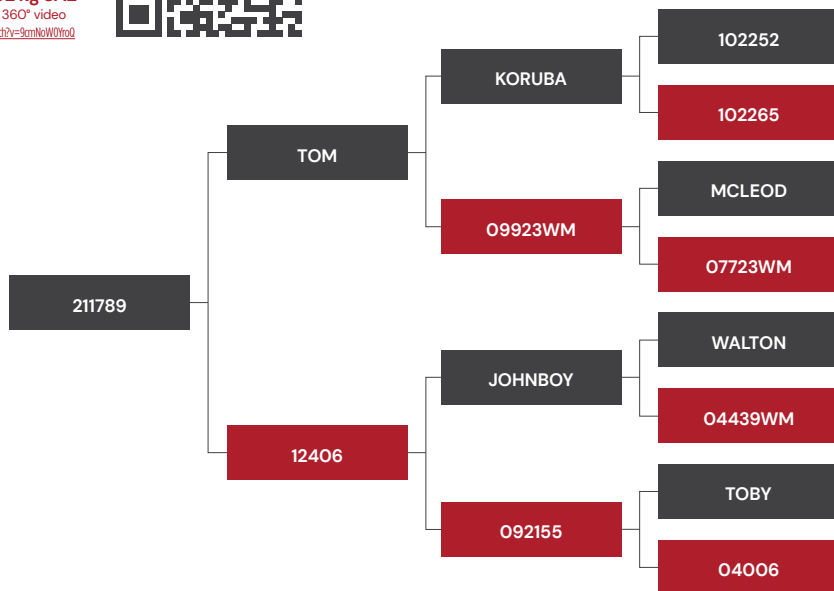 360° video
KORUBA
102252
102265
TOM
09923WM
MCLEOD
07723WM
211789
JOHNBOY
WALTON
04439WM
12406
092155
TOBY
04006